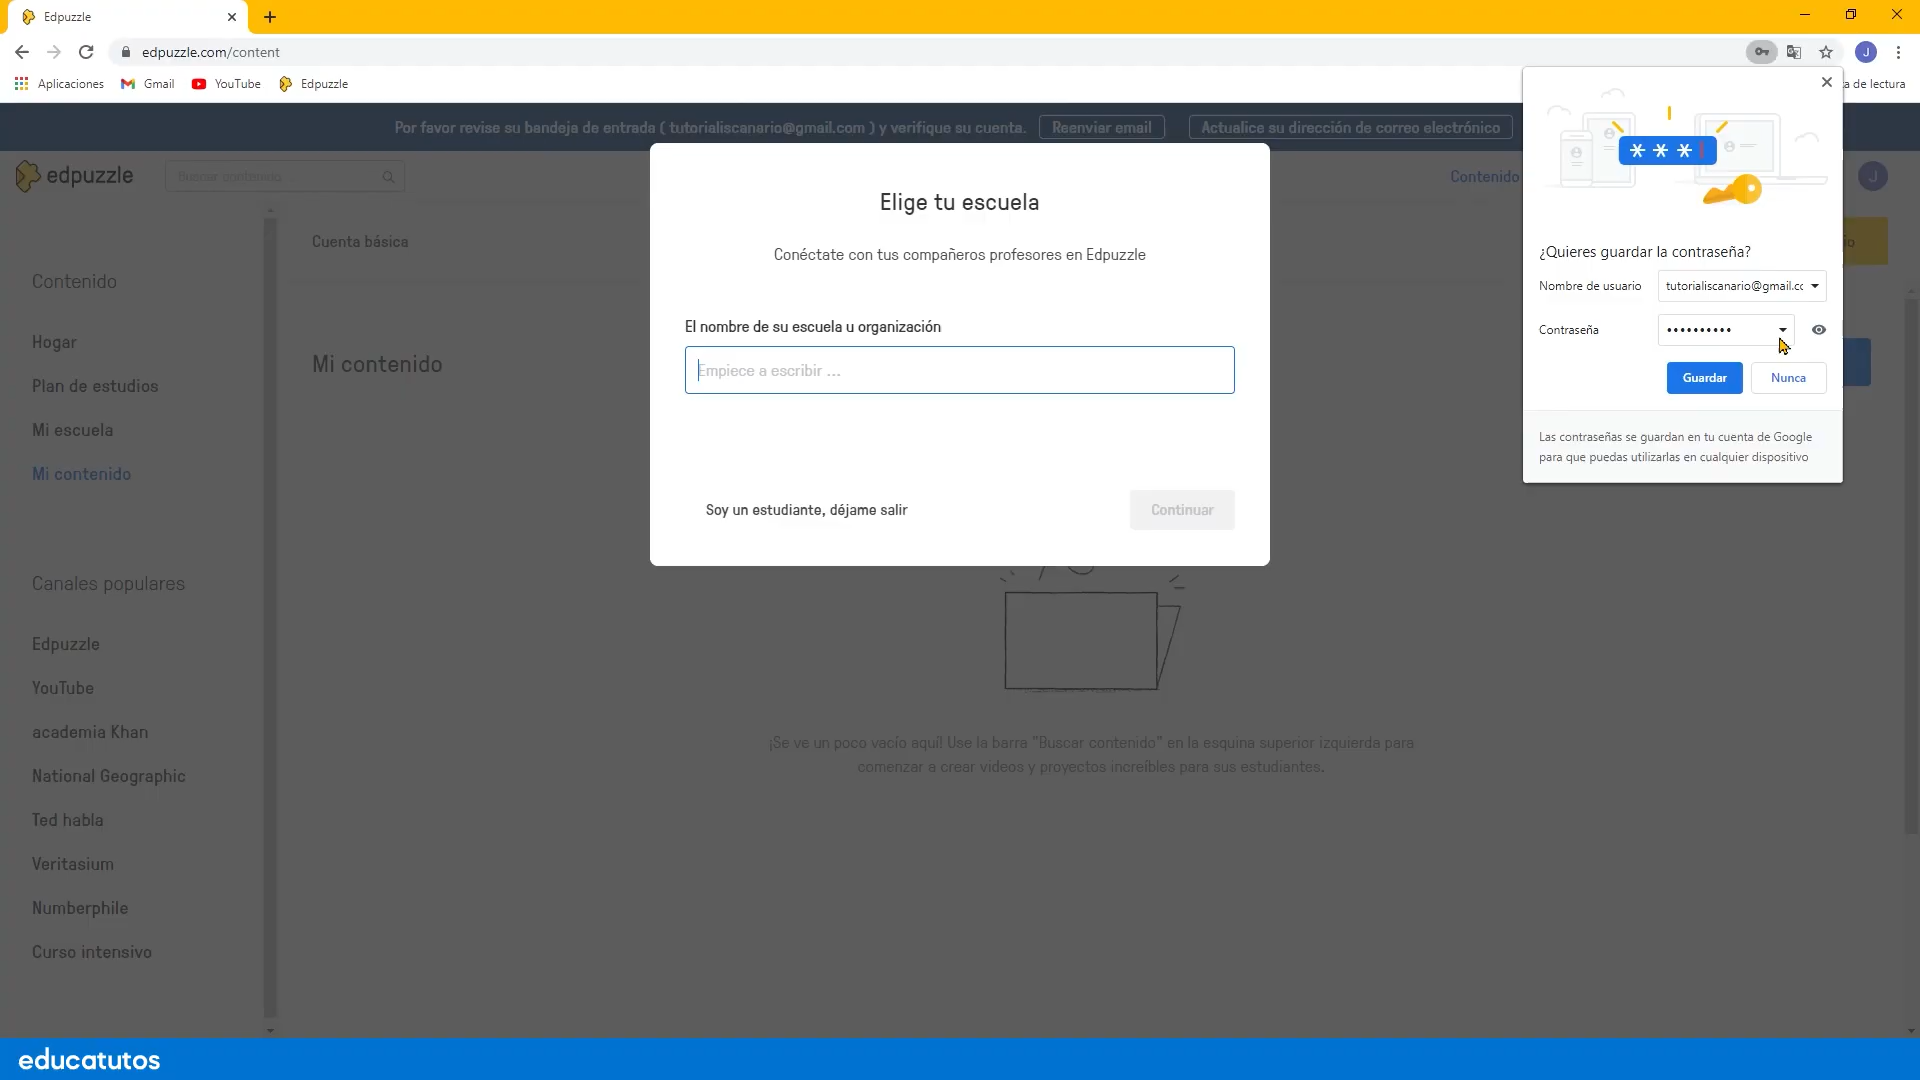 Edpuzzle
edpuzzle.com/content
J
Aplicaciones
Gmail
YouTube
Edpuzzle
a de lectura
Por favor revise su bandeja de entrada ( tutorialiscanario@gmail.com ) y verifique su cuenta.
Reenviar email
Actualice su dirección de correo electrónico
edpuzzle
Buscar contenido ...
Contenido
J
Cuenta básica
io
Contenido
Hogar
Plan de estudios
Mi escuela
Mi contenido
Canales populares
Edpuzzle
YouTube
academia Khan
National Geographic
Ted habla
Veritasium
Numberphile
Curso intensivo
Mi contenido
Elige tu escuela
Conéctate con tus compañeros profesores en Edpuzzle
El nombre de su escuela u organización
Empiece a escribir ...
Soy un estudiante, déjame salir
Continuar
¡Se ve un poco vacío aquí! Use la barra "Buscar contenido" en la esquina superior izquierda para
comenzar a crear videos y proyectos increíbles para sus estudiantes.
***
¿Quieres guardar la contraseña?
Nombre de usuario
tutorialiscanario@gmail.cc
Contraseña
••••••••••
Guardar
Nunca
Las contraseñas se guardan en tu cuenta de Google
para que puedas utilizarlas en cualquier dispositivo
educatutos